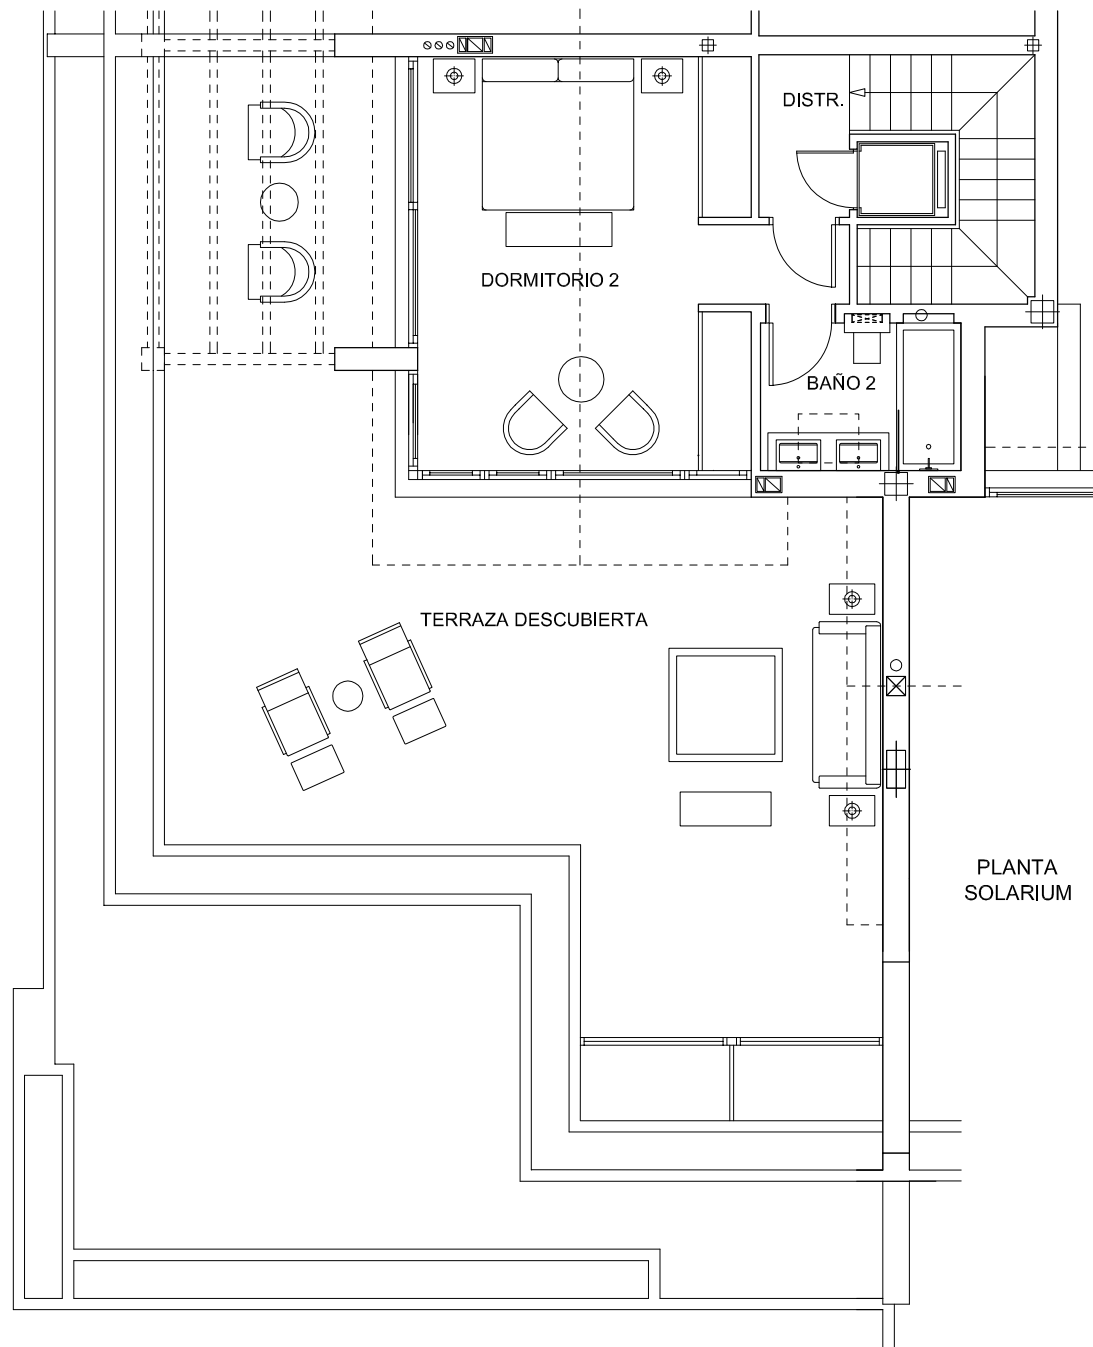 DISTR.
DORMITORIO 2
BAÑO 2
TERRAZA DESCUBIERTA
PLANTA
SOLARIUM